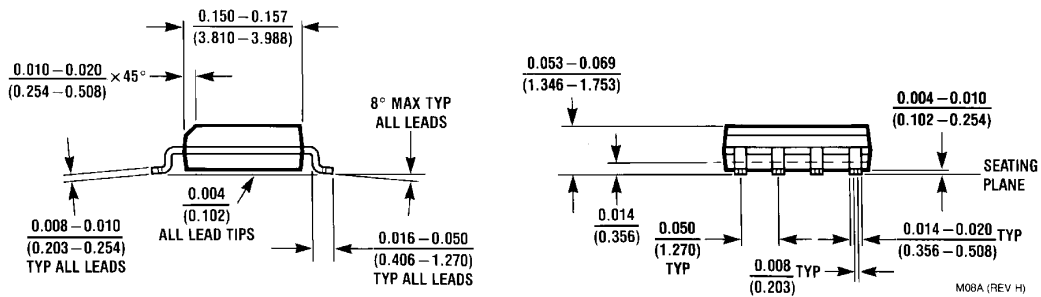 0.150 – 0.157
(3.810 – 3.988)
0.010 – 0.020
(0.254 – 0.508)
× 45°
8° MAX TYP
ALL LEADS
0.004
(0.102)
ALL LEAD TIPS
0.008 – 0.010
(0.203 – 0.254)
TYP ALL LEADS
0.016 – 0.050
(0.406 – 1.270)
TYP ALL LEADS
0.053 – 0.069
(1.346 – 1.753)
0.004 – 0.010
(0.102 – 0.254)
SEATING
PLANE
0.014
(0.356)
0.050
(1.270)
TYP
0.014 – 0.020 TYP
(0.356 – 0.508)
0.008 TYP
(0.203)
M08A (REV H)